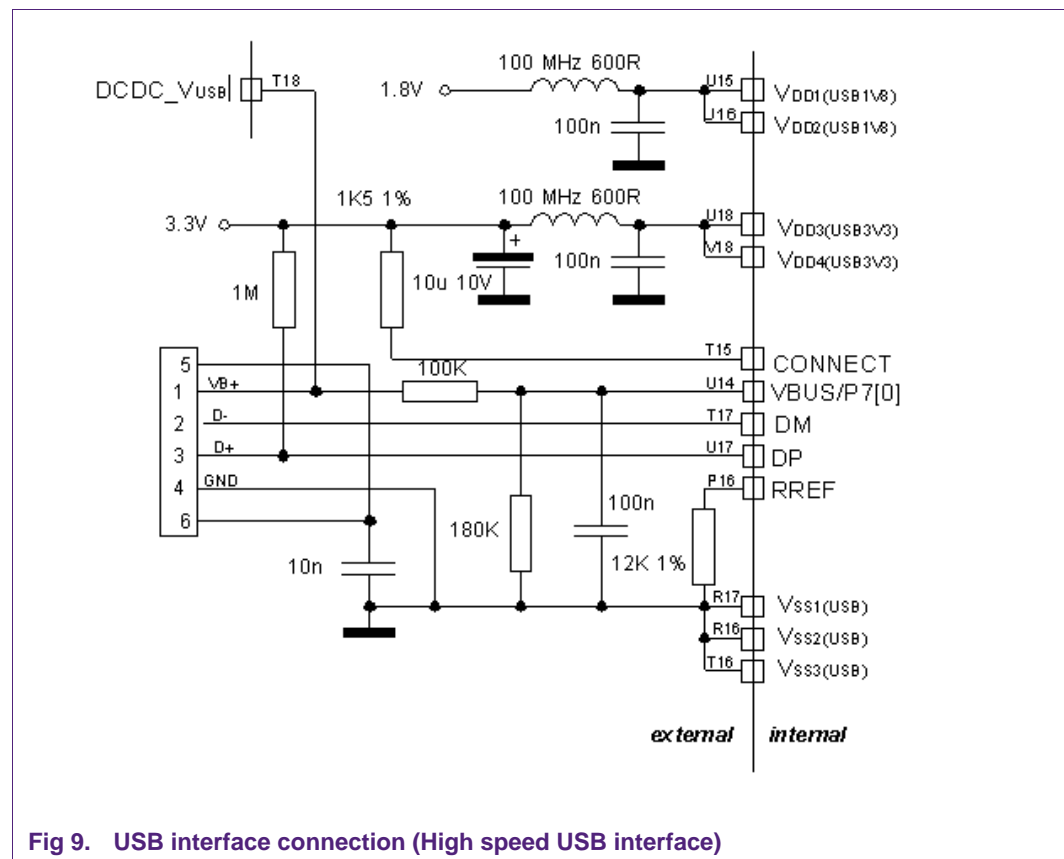 100 MHz 600R
DCDC_VUSB T18 1.8V U15 VDD1(USB1V8)
U16 VDD2(USB1V8)
100n
1K5 1% 100 MHz 600R
3.3V U18 VDD3(USB3V3)
+ V18 VDD4(USB3V3)
100n
1M 10u 10V
5 T15 CONNECT
100K
1 VB+ U14 VBUS/P7[0]
2 D- T17 DM
3 D+ U17 DP
4 GND P16 RREF
100n
6 180K
10n 12K 1%
R17 VSS1(USB)
R16 VSS2(USB)
T16 VSS3(USB)
external internal
Fig 9. USB interface connection (High speed USB interface)